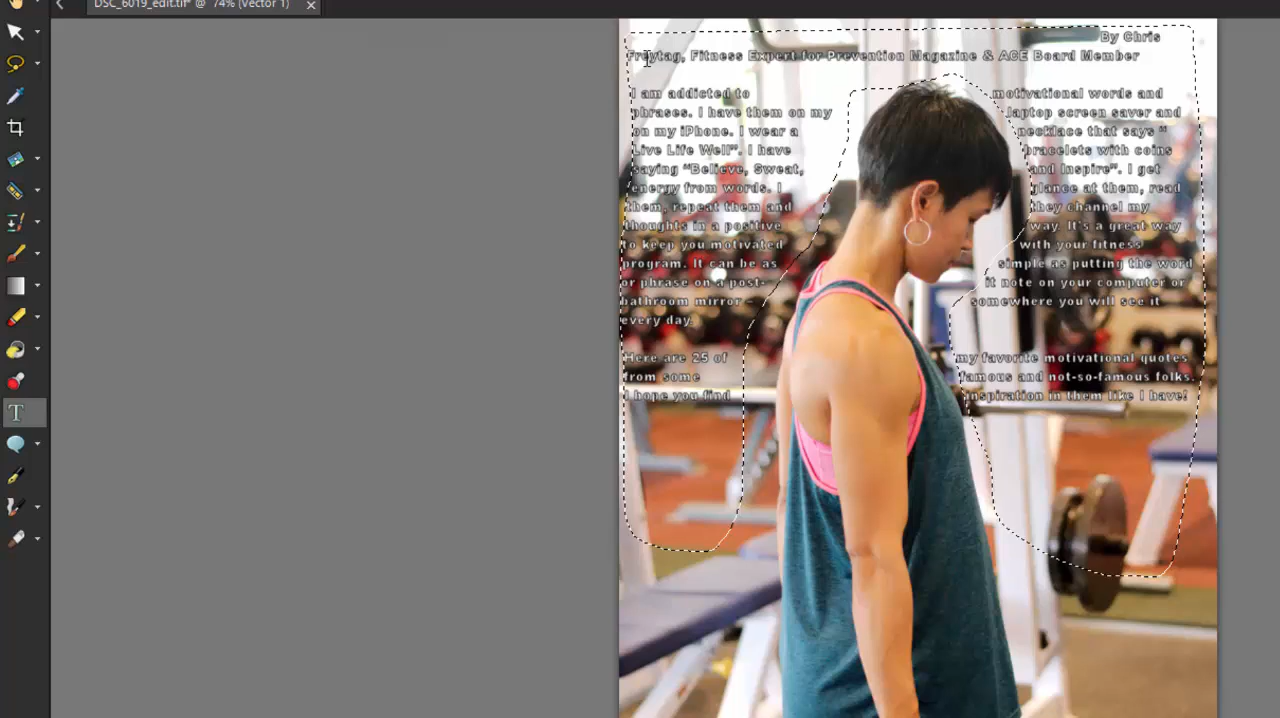 DSC_6019_edit.tif* @ 74% (Vector 1)
By Chris
Freytag, Fitness Expert for Prevention Magazine & ACE Board Member
I am addicted to motivational words and
phrases. I have them on my laptop screen saver and
on my iPhone. I wear a necklace that says “
Live Life Well”. I have bracelets with coins
saying “Believe, Sweat, and Inspire”. I get
energy from words. I glance at them, read
them, repeat them and they channel my
thoughts in a positive way. It's a great way
to keep you motivated with your fitness
program. It can be as simple as putting the word
or phrase on a post- it note on your computer or
bathroom mirror – somewhere you will see it
every day.
Here are 25 of my favorite motivational quotes
from some famous and not-so-famous folks.
I hope you find inspiration in them like I have!
T